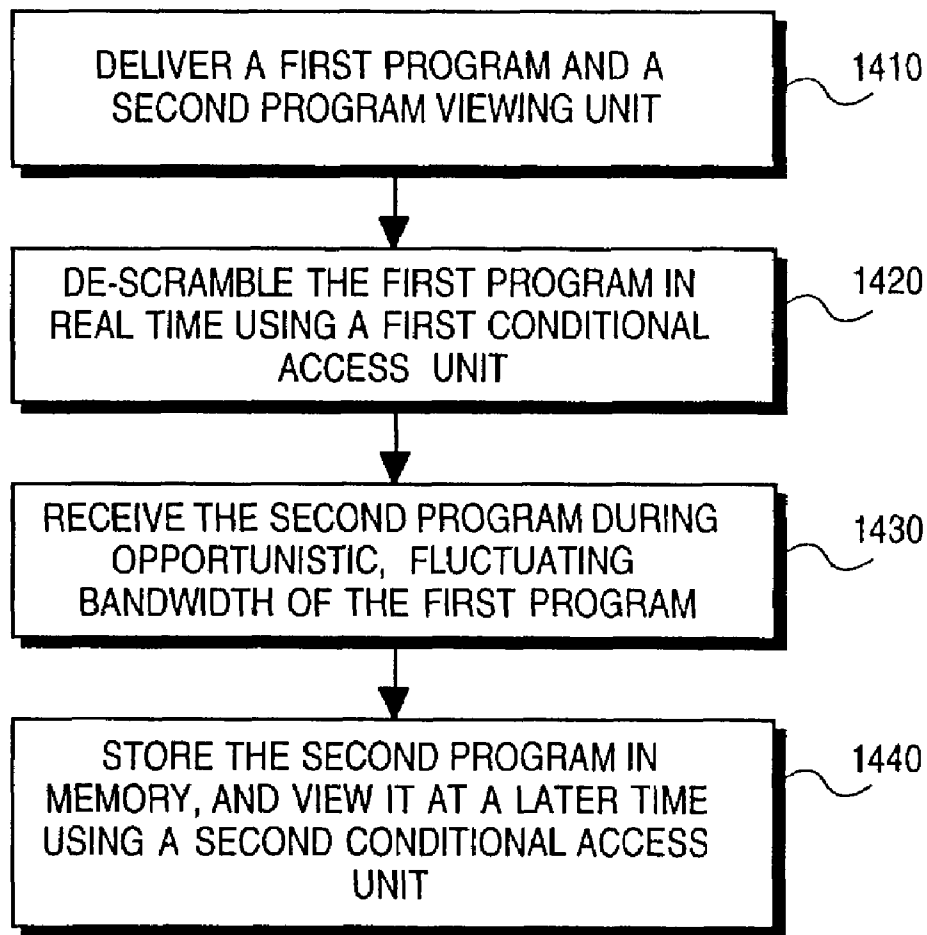 DELIVER A FIRST PROGRAM AND A
SECOND PROGRAM VIEWING UNIT
1410
DE-SCRAMBLE THE FIRST PROGRAM IN
REAL TIME USING A FIRST CONDITIONAL
ACCESS UNIT
1420
RECEIVE THE SECOND PROGRAM DURING
OPPORTUNISTIC, FLUCTUATING
BANDWIDTH OF THE FIRST PROGRAM
1430
STORE THE SECOND PROGRAM IN
MEMORY, AND VIEW IT AT A LATER TIME
USING A SECOND CONDITIONAL ACCESS
UNIT
1440